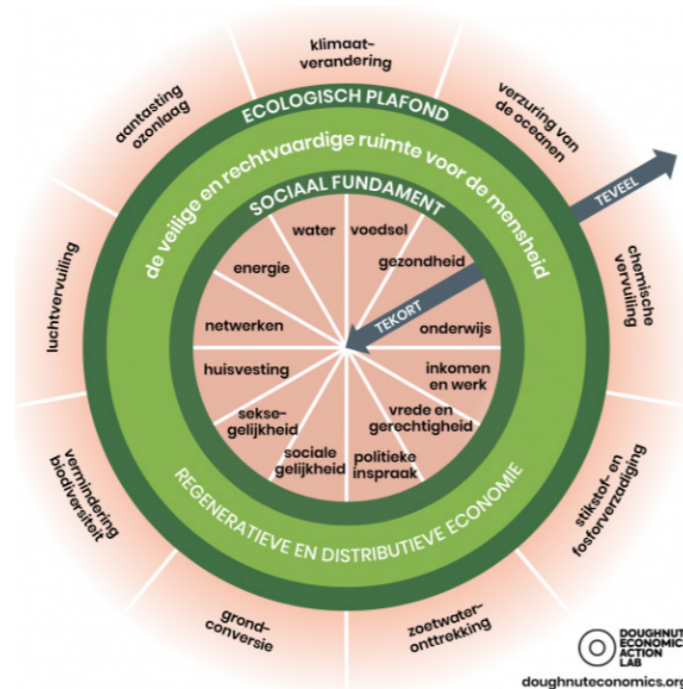 klimaat-
verandering
verzuring van
de oceanen
TEVEEL
chemische
vervuiling
stikstof- en
fosforverzadiging
zoetwater-
onttrekking
grond-
conversie
vermindering
biodiversiteit
luchtvervuiling
aantasting
ozonlaag
ECOLOGISCH PLAFOND
de veilige en rechtvaardige ruimte voor de mensheid
SOCIAAL FUNDAMENT
water
voedsel
gezondheid
TEKORT
onderwijs
inkomen
en werk
vrede en
gerechtigheid
politieke
inspraak
sociale
gelijkheid
sekse-
gelijkheid
huisvesting
netwerken
energie
REGENERATIEVE EN DISTRIBUTIEVE ECONOMIE
DOUGHNUT
ECONOMICS
ACTION
LAB
doughnuteconomics.org